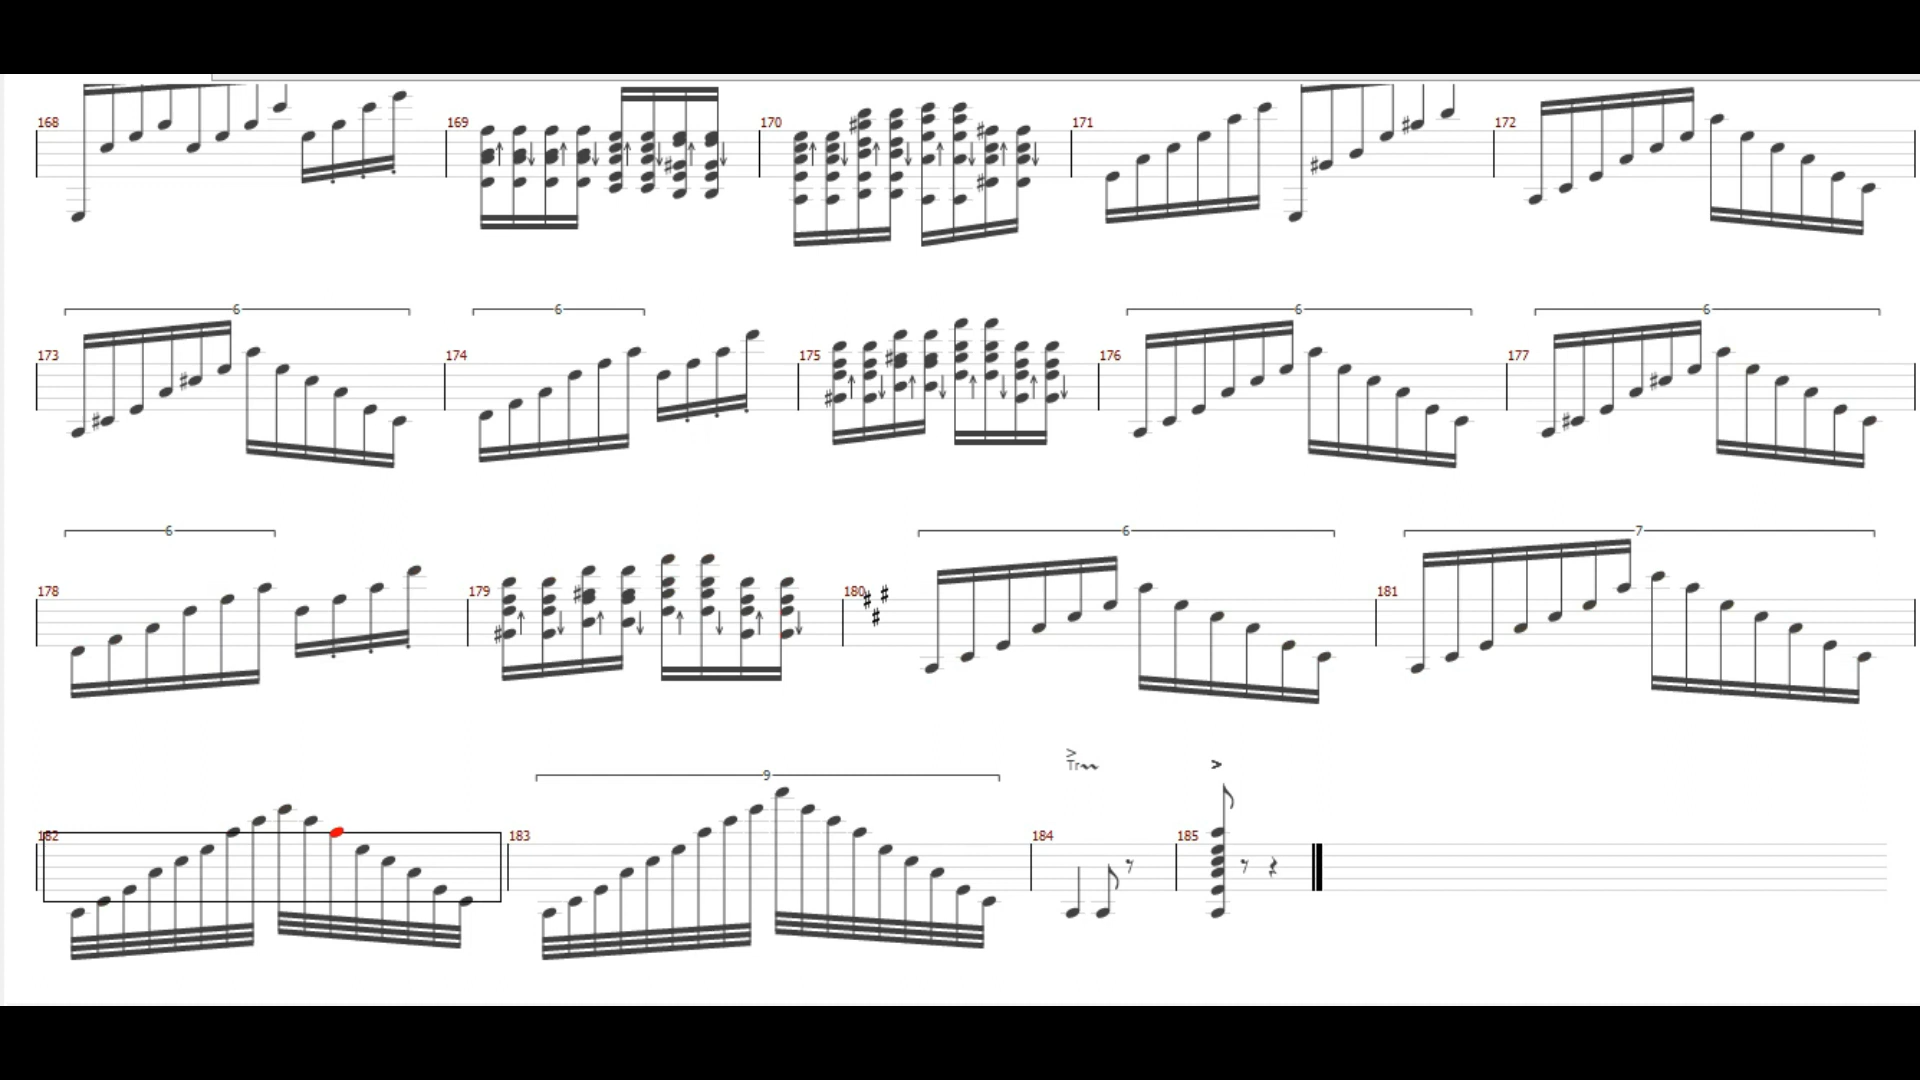 168 169 170 171 172
6 6 6 6
173 174 175 176 177
6 6 7
178 179 180 181
9 > Tr >
182 183 184 185